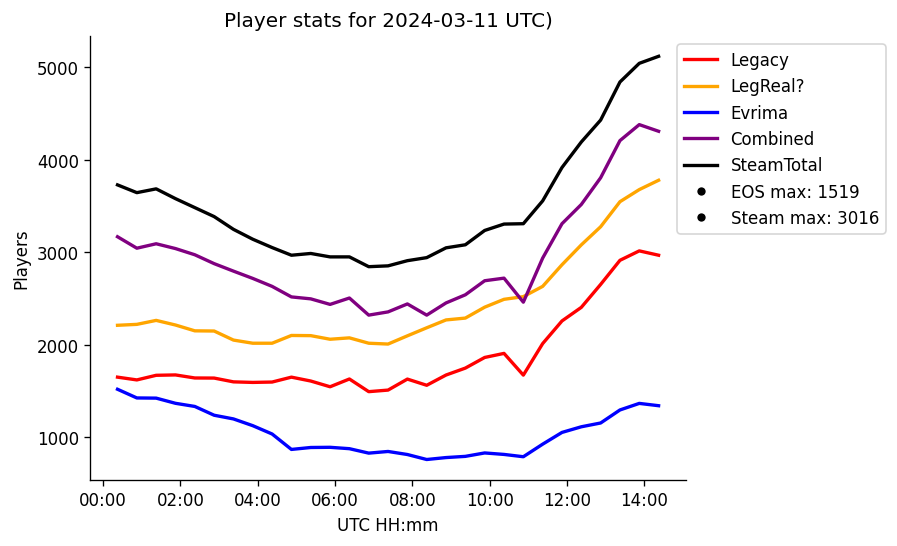 Player stats for 2024-03-11 UTC)
Players
5000
4000
3000
2000
1000
00:00 02:00 04:00 06:00 08:00 10:00 12:00 14:00
UTC HH:mm
Legacy
LegReal?
Evrima
Combined
SteamTotal
EOS max: 1519
Steam max: 3016